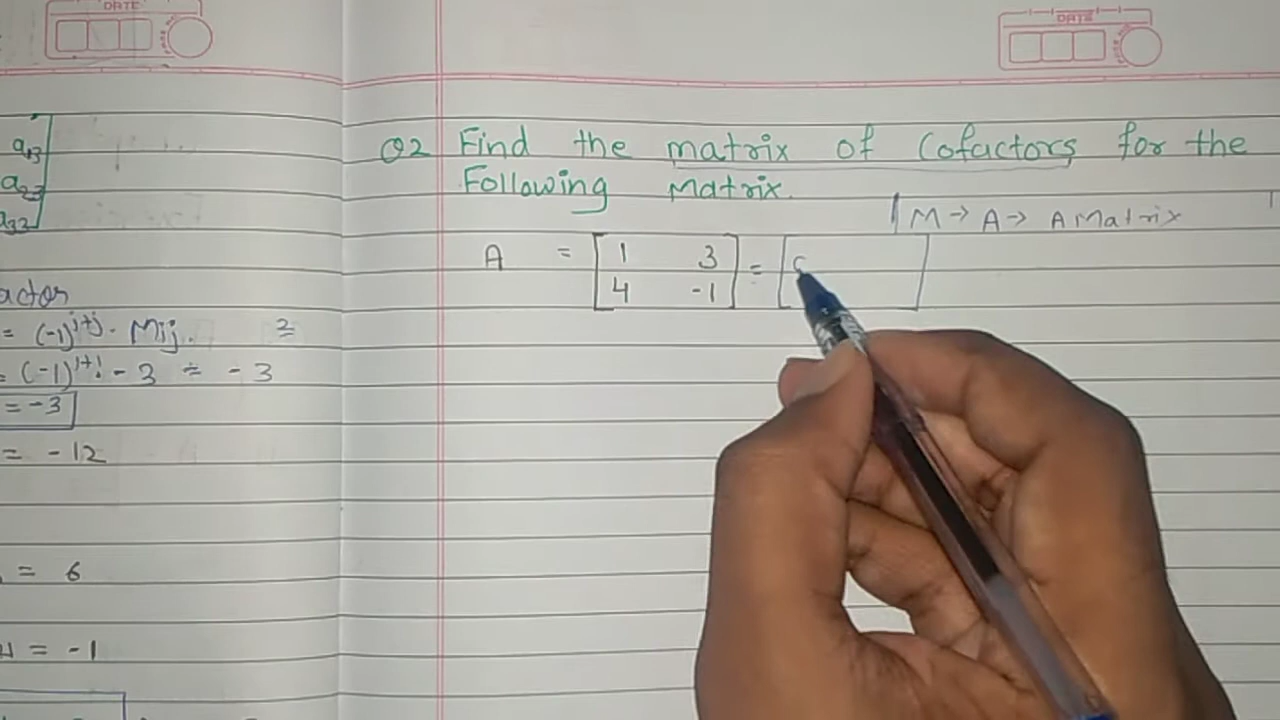 DATE
DATE
a13
a23
a33
actor
= (-1)^i+j . Mij. =
= (-1)^1+1 . - 3 = - 3
= -3
= -12
= 6
= -1
Q2 Find the matrix of Cofactors for the
Following Matrix.
M → A → A Matrix
A = [ 1 3
4 -1 ] = [